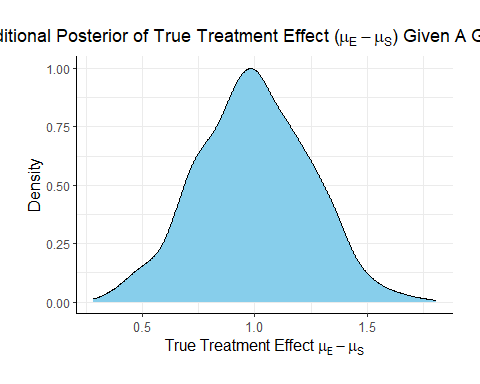 ditional Posterior of True Treatment Effect (μE − μS) Given A G
1.00
0.75
0.50
0.25
0.00
Density
0.5 1.0 1.5
True Treatment Effect μE − μS